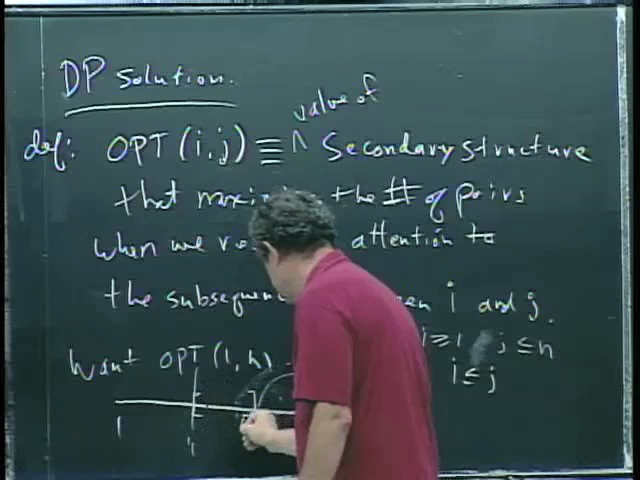 DP Solution.
value of
def: OPT(i,j) ≡ ∧ Secondary structure
that the # of pairs
when we attention to
the i and j.
i ≥ 1 j ≤ n
Want OPT(1,n)
i ≤ j
1 i